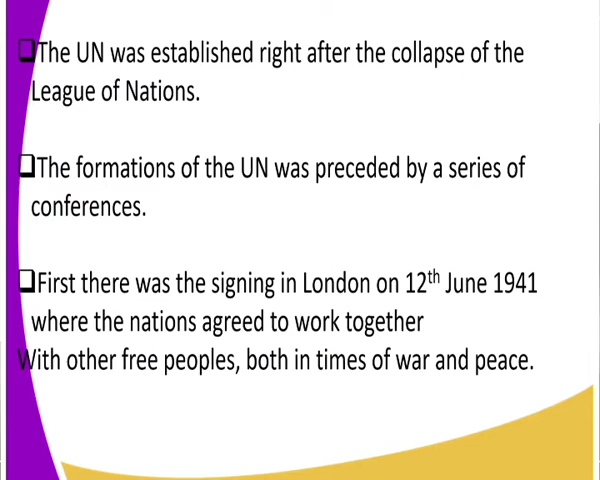 ❑The UN was established right after the collapse of the
League of Nations.
❑The formations of the UN was preceded by a series of
conferences.
❑First there was the signing in London on 12th June 1941
where the nations agreed to work together
With other free peoples, both in times of war and peace.